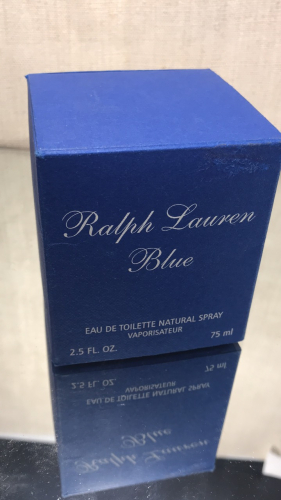 Ralph Lauren
Blue
EAU DE TOILETTE NATURAL SPRAY
VAPORISATEUR
2.5 FL. OZ. 75 ml